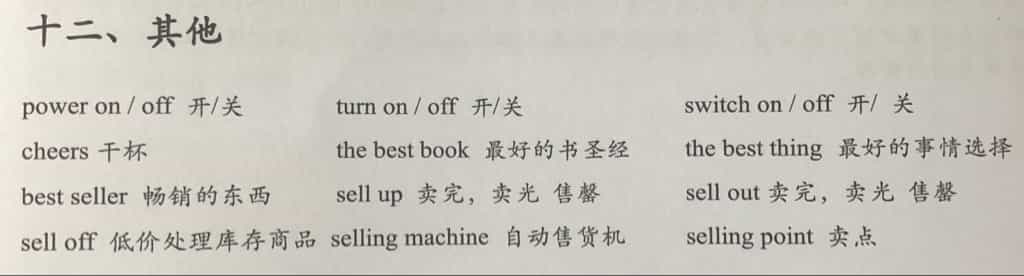 十二、其他
power on / off 开/关 turn on / off 开/关 switch on / off 开/ 关
cheers 干杯 the best book 最好的书圣经 the best thing 最好的事情选择
best seller 畅销的东西 sell up 卖完，卖光 售罄 sell out 卖完，卖光 售罄
sell off 低价处理库存商品 selling machine 自动售货机 selling point 卖点